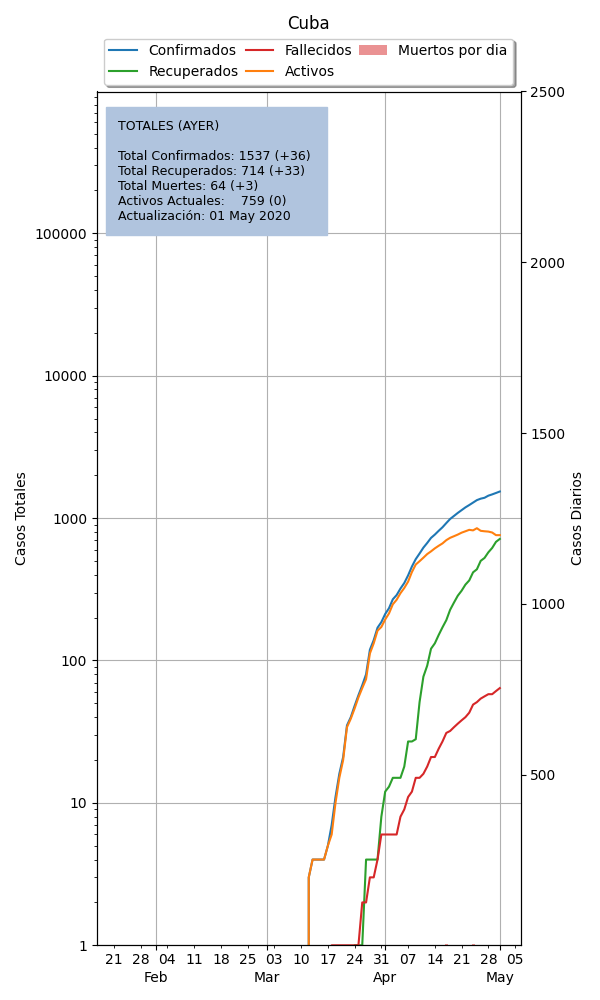 Cuba
Confirmados
Recuperados
Fallecidos
Activos
Muertos por dia
TOTALES (AYER)
Total Confirmados: 1537 (+36)
Total Recuperados: 714 (+33)
Total Muertes: 64 (+3)
Activos Actuales: 759 (0)
Actualización: 01 May 2020
Casos Totales
100000
10000
1000
100
10
1
Casos Diarios
2500
2000
1500
1000
500
21 28 04 11 18 25 03 10 17 24 31 07 14 21 28 05
Feb Mar Apr May